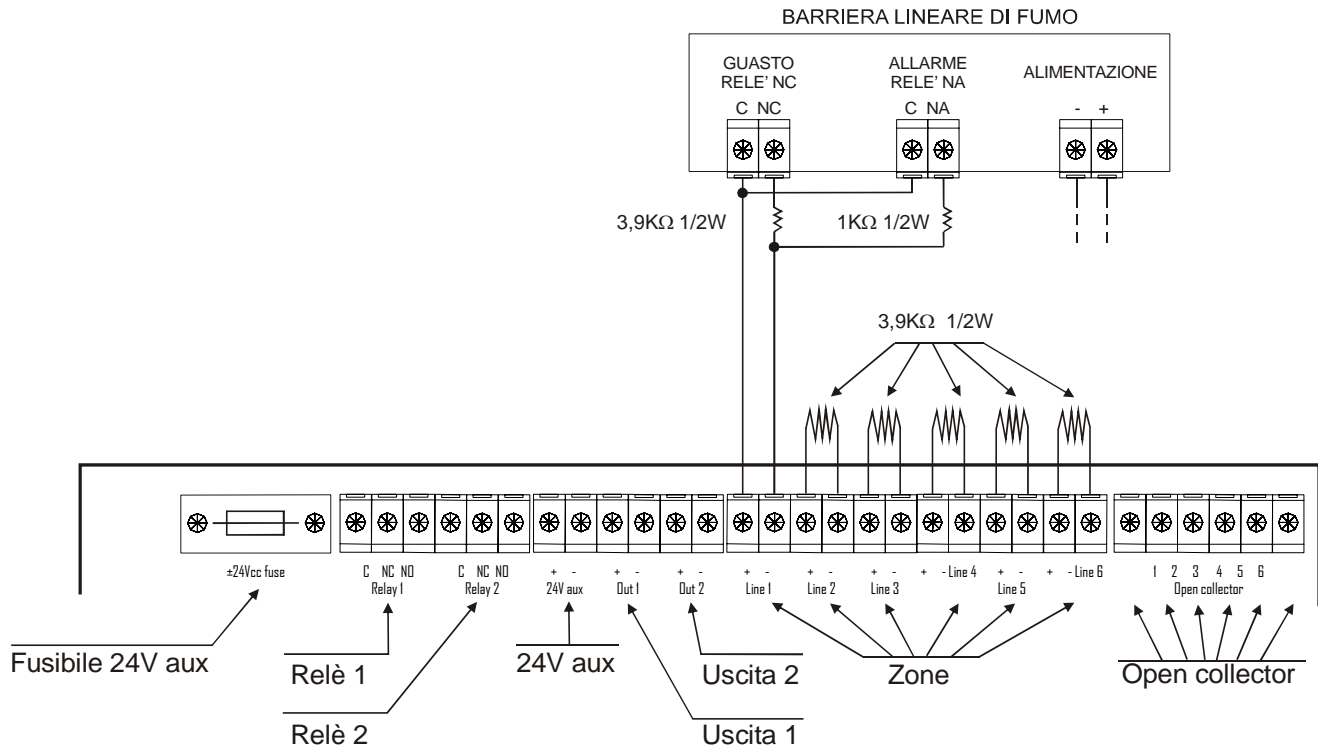 BARRIERA LINEARE DI FUMO
GUASTO
RELE' NC
ALLARME
RELE' NA
ALIMENTAZIONE
C NC
C NA
- +
3,9KΩ 1/2W
1KΩ 1/2W
3,9KΩ 1/2W
±24Vcc fuse
C NC NO
Relay 1
C NC NO
Relay 2
+ -
24V aux
+ -
Out 1
+ -
Out 2
+ -
Line 1
+ -
Line 2
+ -
Line 3
+ - Line 4
+ -
Line 5
+ - Line 6
1 2 3 4 5 6
Open collector
Fusibile 24V aux
Relè 1
Relè 2
24V aux
Uscita 2
Uscita 1
Zone
Open collector